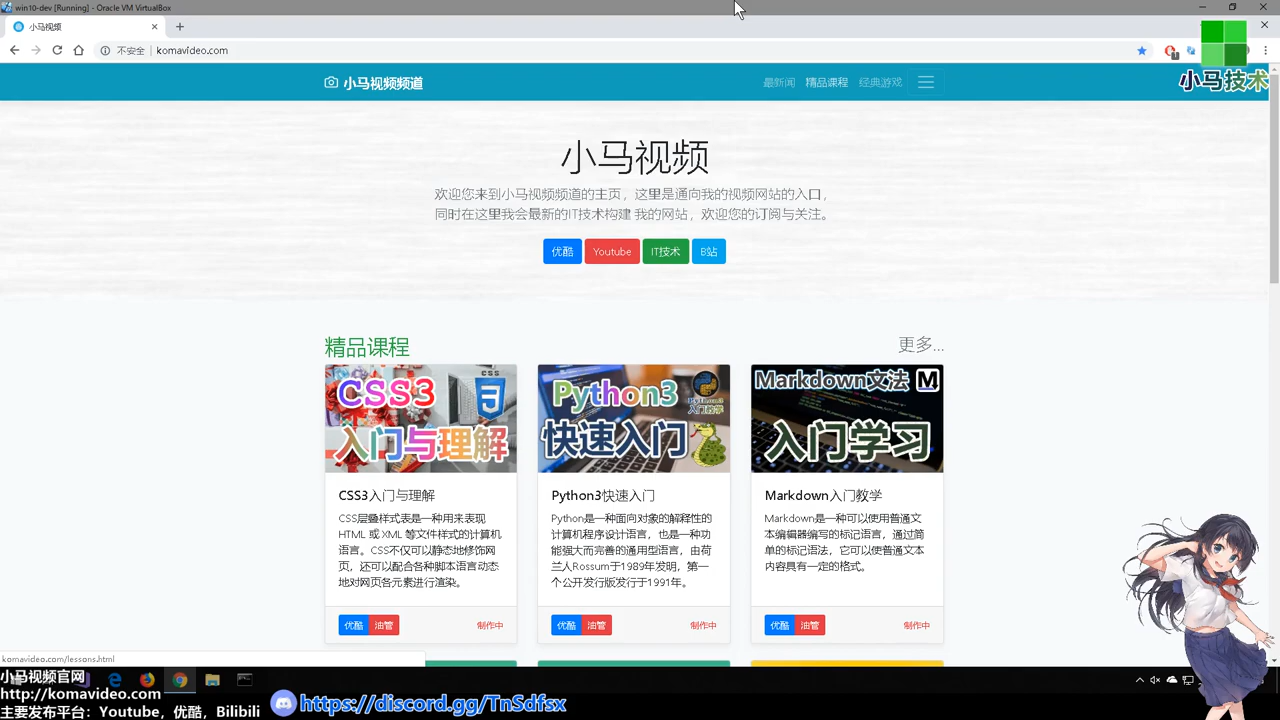 win10-dev [Running] - Oracle VM VirtualBox
小马视频
不安全 | komavideo.com
小马视频频道
最新闻 精品课程 经典游戏
小马技术
小马视频
欢迎您来到小马视频频道的主页，这里是通向我的视频网站的入口，
同时在这里我会最新的IT技术构建 我的网站，欢迎您的订阅与关注。
优酷 Youtube IT技术 B站
精品课程
更多...
CSS3
入门与理解
Python3
快速入门
Markdown文法 M
入门学习
CSS3入门与理解
CSS层叠样式表是一种用来表现
HTML 或 XML 等文件样式的计算机
语言。CSS不仅可以静态地修饰网
页，还可以配合各种脚本语言动态
地对网页各元素进行渲染。
优酷 油管 制作中
Python3快速入门
Python是一种面向对象的解释性的
计算机程序设计语言，也是一种功
能强大而完善的通用型语言，由荷
兰人Rossum于1989年发明，第一
个公开发行版发行于1991年。
优酷 油管 制作中
Markdown入门教学
Markdown是一种可以使用普通文
本编辑器编写的标记语言，通过简
单的标记语法，它可以使普通文本
内容具有一定的格式。
优酷 油管 制作中
komavideo.com/lessons.html
小马视频官网
http://komavideo.com
主要发布平台：Youtube，优酷，Bilibili
https://discord.gg/TnSdfsx